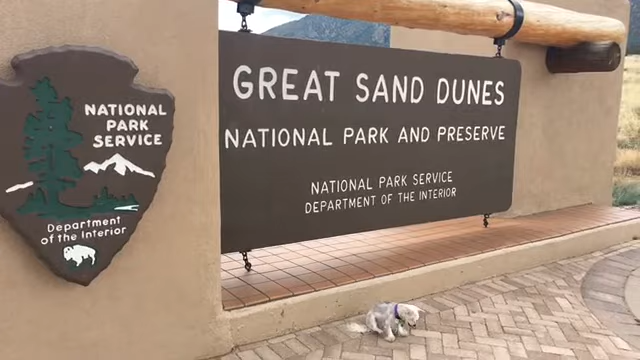 NATIONAL
PARK
SERVICE
Department
of the Interior
GREAT SAND DUNES
NATIONAL PARK AND PRESERVE
NATIONAL PARK SERVICE
DEPARTMENT OF THE INTERIOR